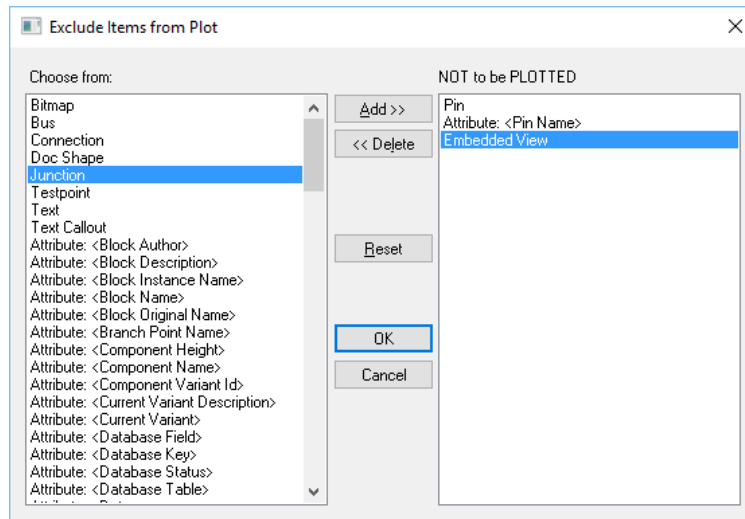 Exclude Items from Plot
Choose from:
Bitmap
Bus
Connection
Doc Shape
Junction
Testpoint
Text
Text Callout
Attribute: <Block Author>
Attribute: <Block Description>
Attribute: <Block Instance Name>
Attribute: <Block Name>
Attribute: <Block Original Name>
Attribute: <Branch Point Name>
Attribute: <Component Height>
Attribute: <Component Name>
Attribute: <Component Variant Id>
Attribute: <Current Variant Description>
Attribute: <Current Variant>
Attribute: <Database Field>
Attribute: <Database Key>
Attribute: <Database Status>
Attribute: <Database Table>
Add >>
<< Delete
Reset
OK
Cancel
NOT to be PLOTTED
Pin
Attribute: <Pin Name>
Embedded View